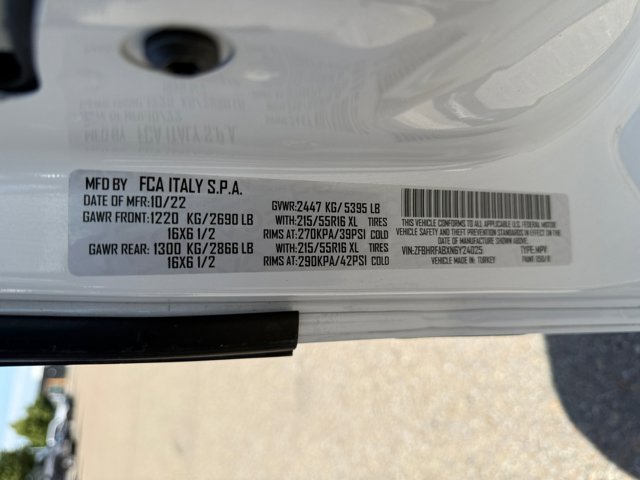 MFD BY FCA ITALY S.P.A.
DATE OF MFR:10/22 GVWR:2447 KG/5395 LB
GAWR FRONT:1220 KG/2690 LB WITH:215/55R16 XL TIRES
16X6 1/2 RIMS AT:270KPA/39PSI COLD
GAWR REAR: 1300 KG/2866 LB WITH:215/55R16 XL TIRES
16X6 1/2 RIMS AT:290KPA/42PSI COLD
THIS VEHICLE CONFORMS TO ALL APPLICABLE U.S.A. FEDERAL MOTOR
VEHICLE SAFETY AND THEFT PREVENTION STANDARDS IN EFFECT ON THE
DATE OF MANUFACTURE SHOWN ABOVE.
VIN:ZFBHRFABXN6Y24025 TYPE:MPV
VEHICLE MADE IN: TURKEY PAINT: